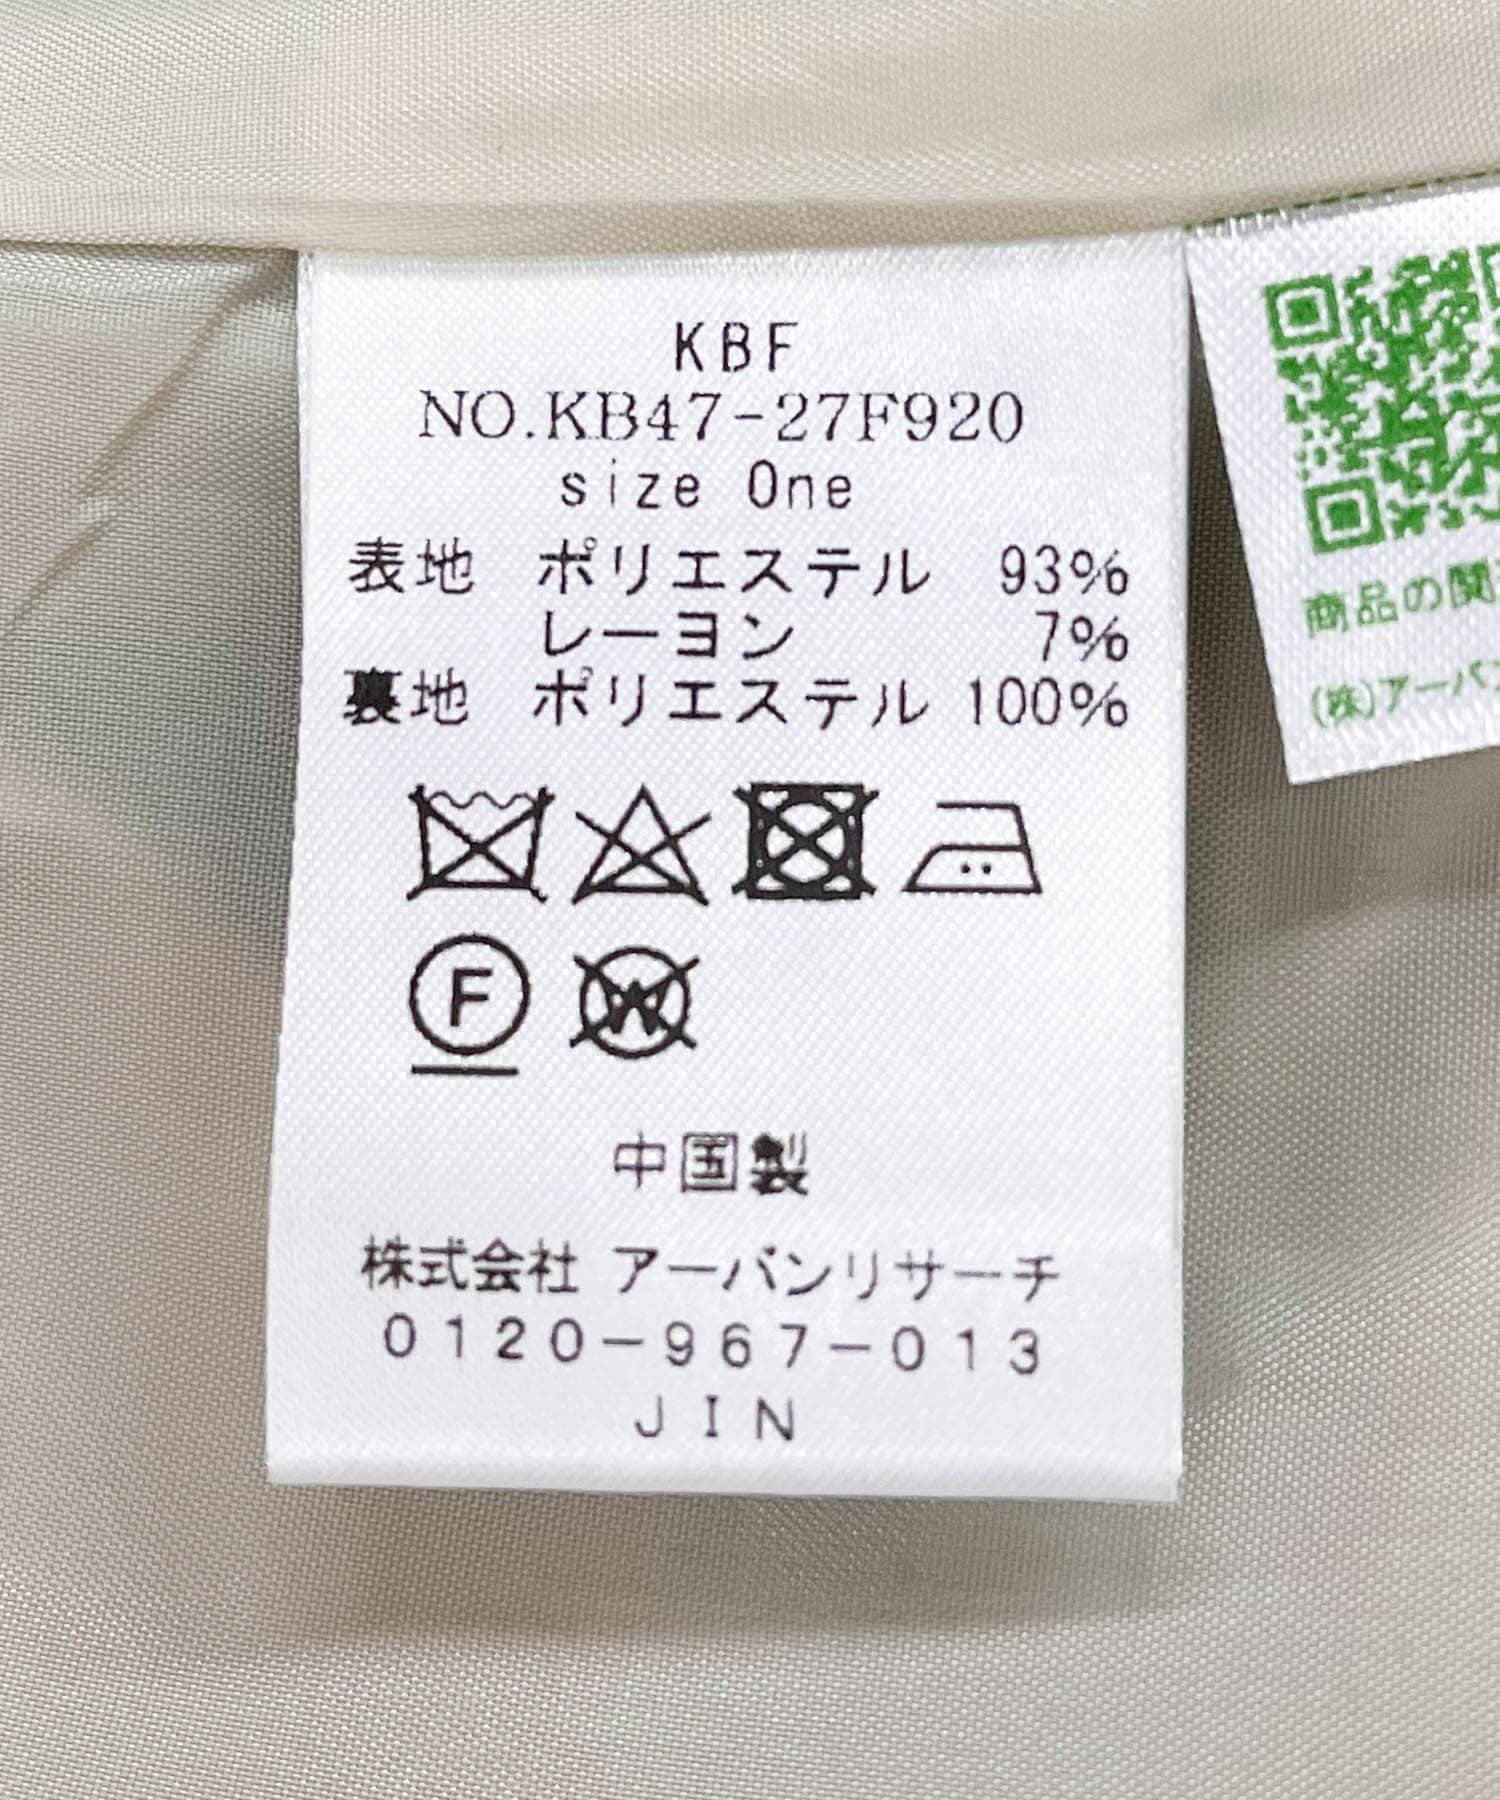 KBF
NO.KB47-27F920
size One
表地 ポリエステル 93%
レーヨン 7%
裏地 ポリエステル 100%
F
W
中国製
株式会社 アーバンリサーチ
0120-967-013
JIN
商品の関
(株)アーバン